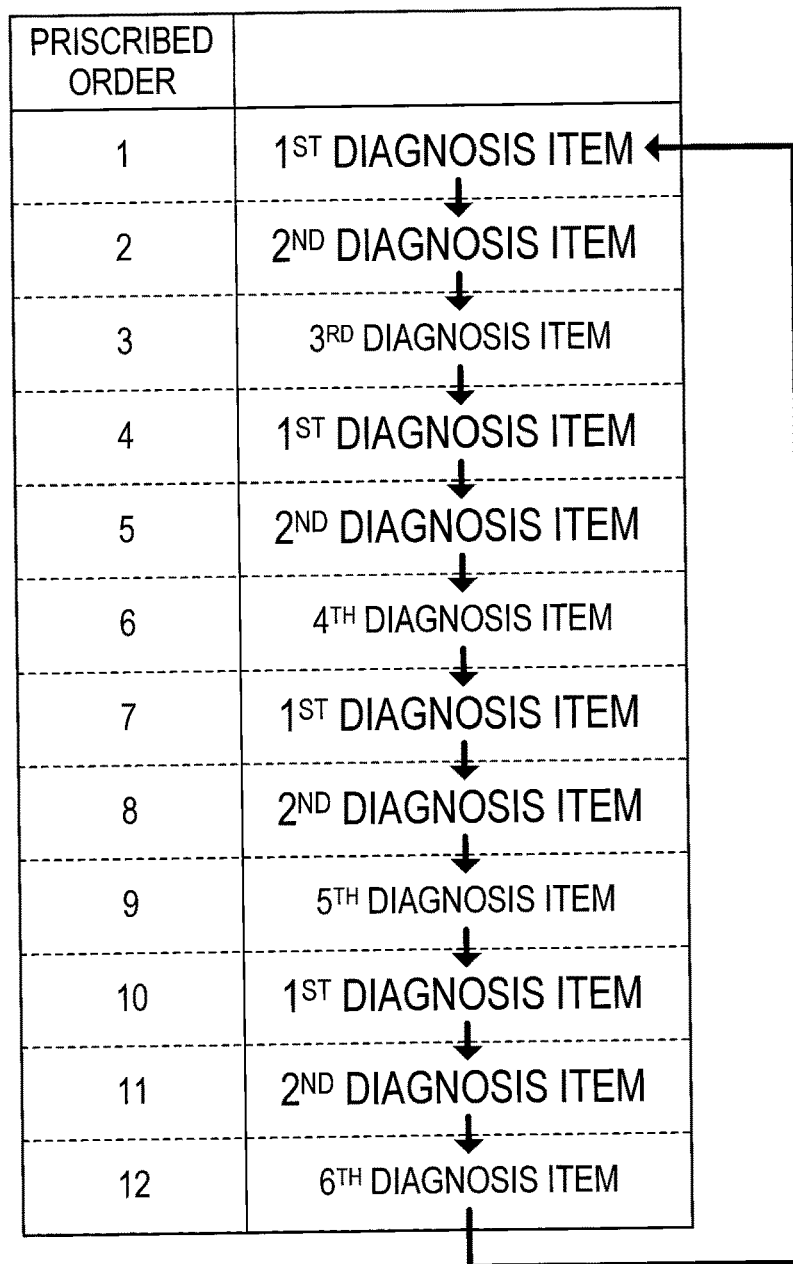 PRISCRIBED
ORDER
1 1ST DIAGNOSIS ITEM
2 2ND DIAGNOSIS ITEM
3 3RD DIAGNOSIS ITEM
4 1ST DIAGNOSIS ITEM
5 2ND DIAGNOSIS ITEM
6 4TH DIAGNOSIS ITEM
7 1ST DIAGNOSIS ITEM
8 2ND DIAGNOSIS ITEM
9 5TH DIAGNOSIS ITEM
10 1ST DIAGNOSIS ITEM
11 2ND DIAGNOSIS ITEM
12 6TH DIAGNOSIS ITEM